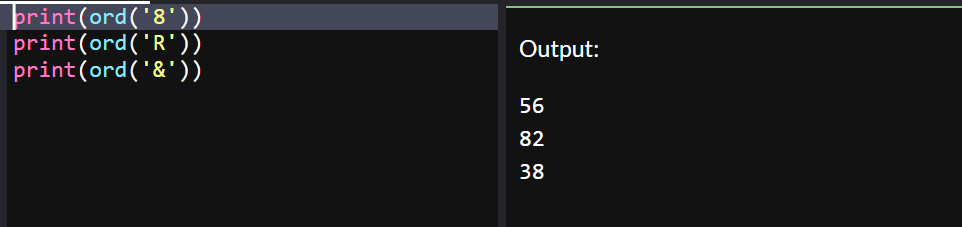 print(ord('8'))
print(ord('R'))
print(ord('&'))
Output:
56
82
38